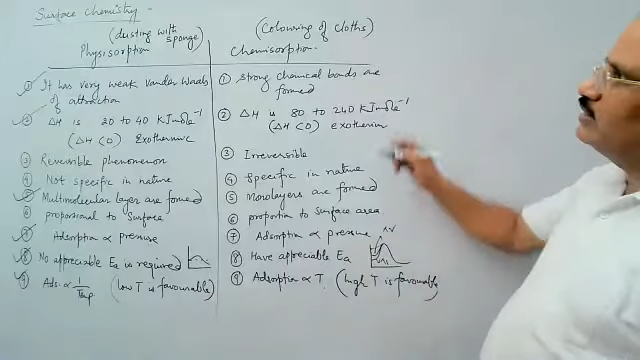 Surface Chemistry -
(dusting with sponge)
Physisorption
① It has very weak Vander Waals
of attraction
② ΔH is 20 to 40 KJmole⁻¹
(ΔH < 0) Exothermic
③ Reversible phenomenon
④ Not specific in nature
⑤ Multimolecular layer are formed
⑥ proportional to Surface
⑦ Adsorption ∝ pressure
⑧ No appreciable Ea is required
⑨ Ads. ∝ 1/Temp (low T is favourable)
(Colouring of cloths)
Chemisorption.
① strong chemical bonds are
formed
② ΔH is 80 to 240 KJmole⁻¹
(ΔH < 0) exothermic
③ Irreversible
④ Specific in nature
⑤ Monolayers are formed
⑥ proportion to Surface area
⑦ Adsorption ∝ pressure
⑧ Have appreciable Ea
⑨ Adsorption ∝ T. (high T is favourable)